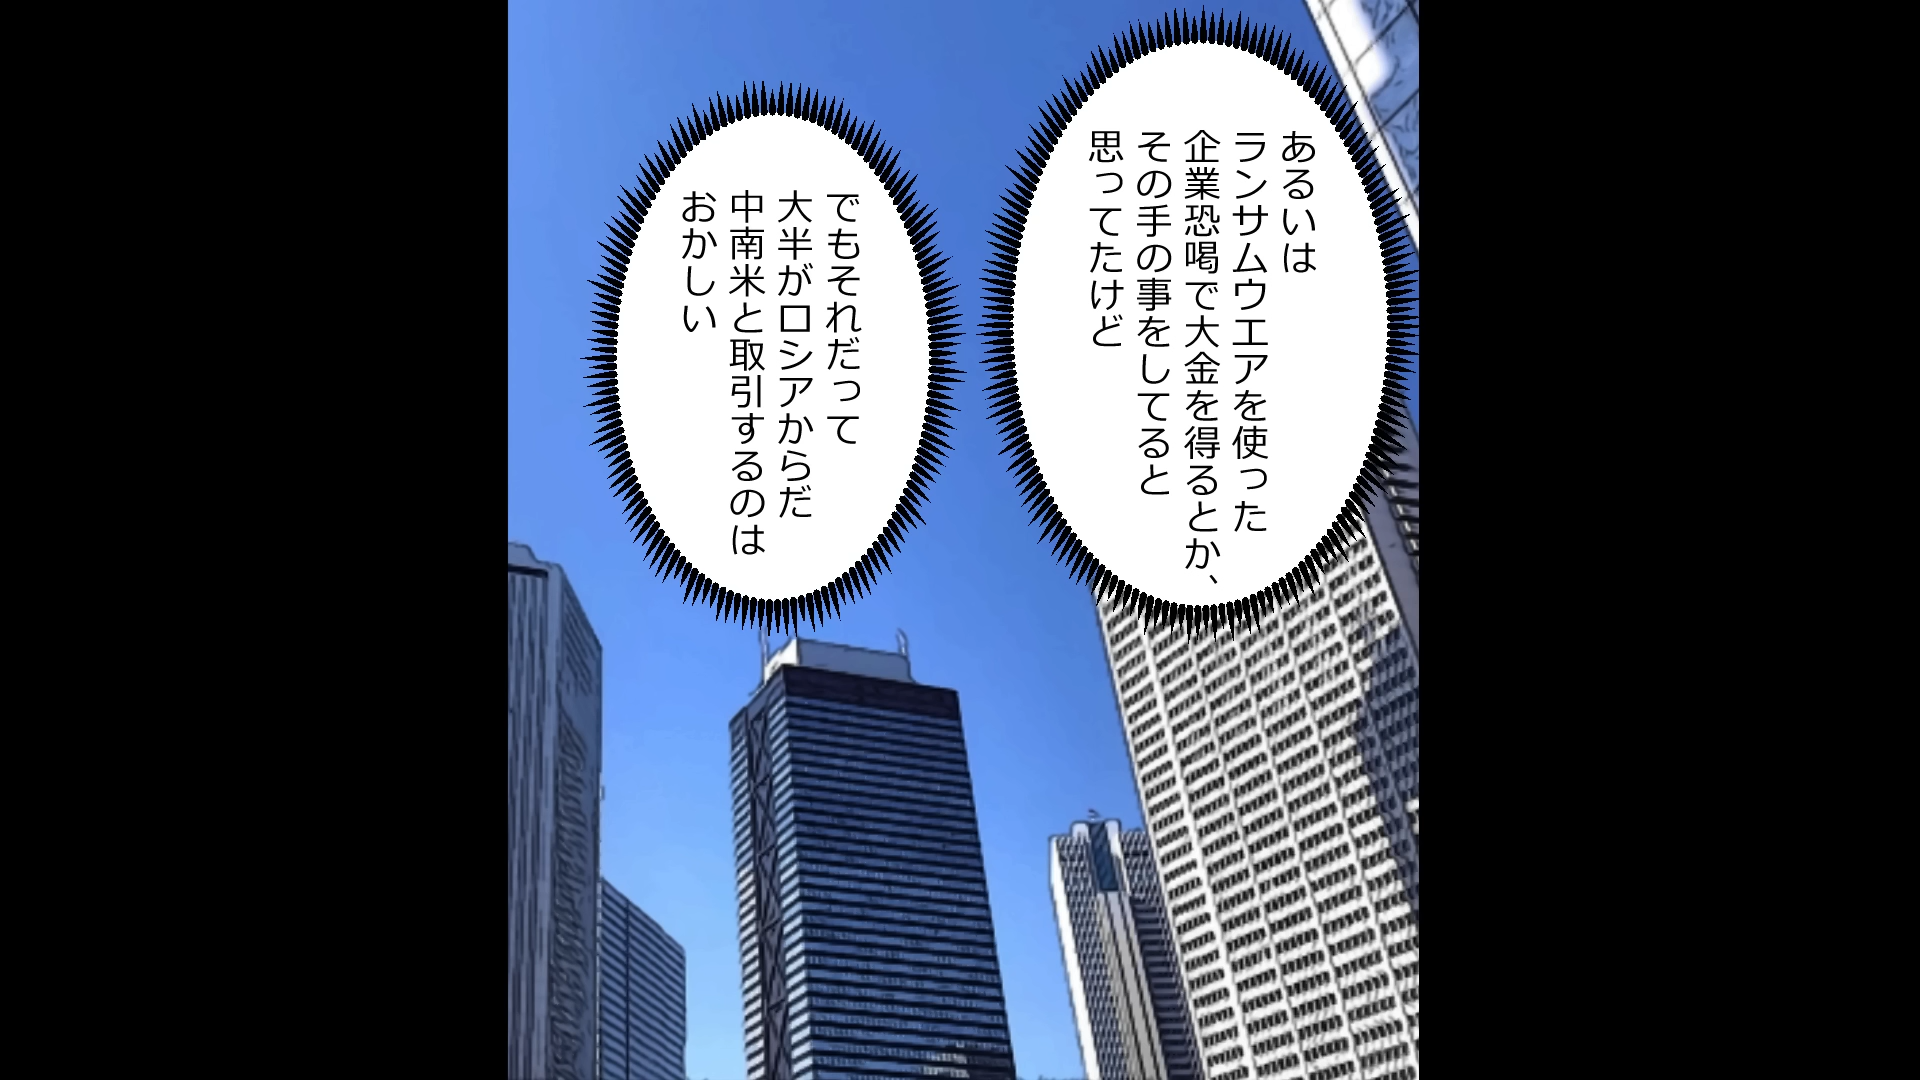 あるいは
ランサムウエアを使った
企業恐喝で大金を得るとか、
その手の事をしてると
思ってたけど
でもそれだって
大半がロシアからだ
中南米と取引するのは
おかしい